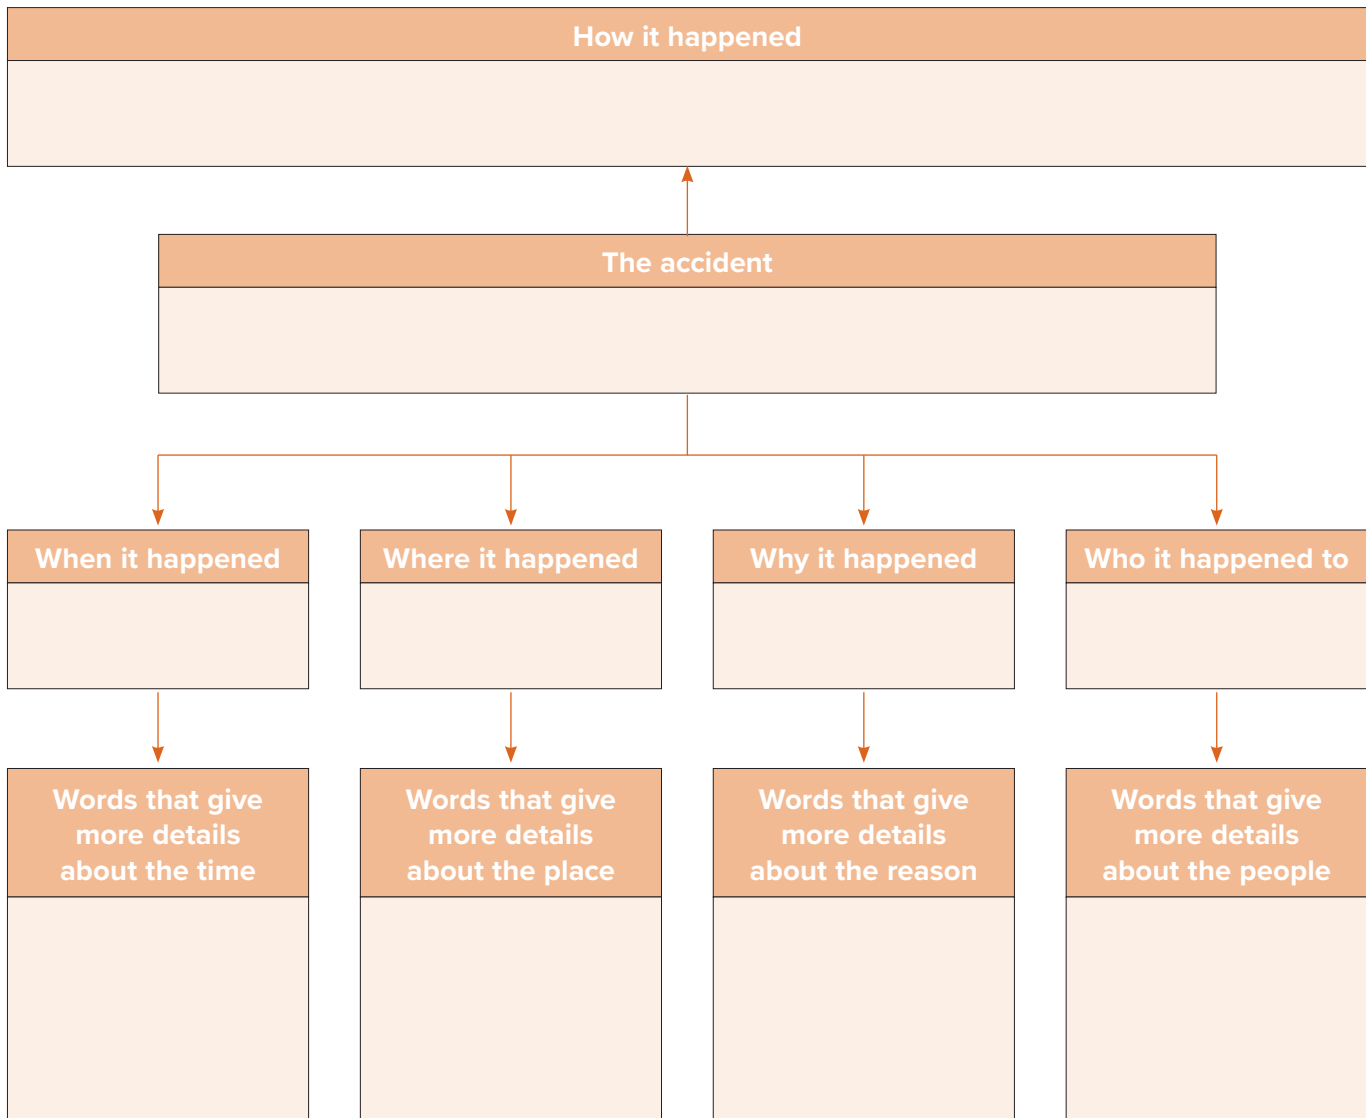 How it happened
The accident
When it happened
Where it happened
Why it happened
Who it happened to
Words that give
more details
about the time
Words that give
more details
about the place
Words that give
more details
about the reason
Words that give
more details
about the people